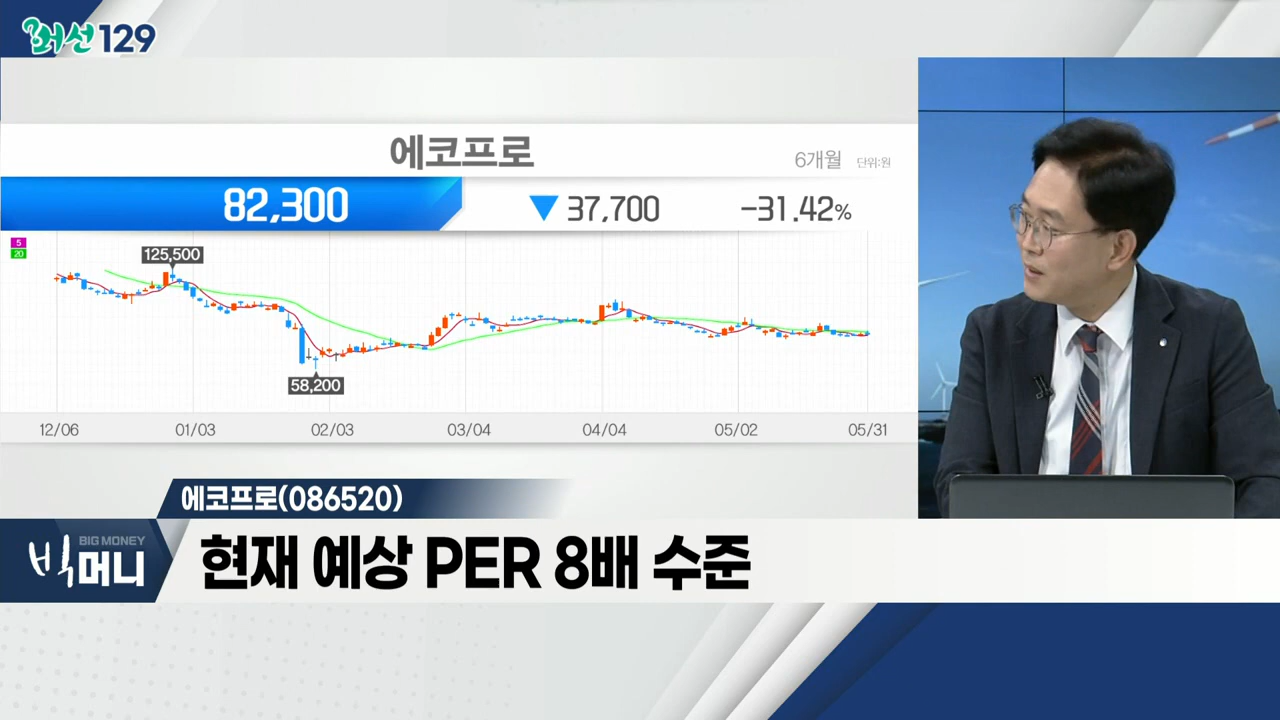 머선129
에코프로
6개월 단위:원
82,300 ▼37,700 -31.42%
5
20
125,500
58,200
12/06 01/03 02/03 03/04 04/04 05/02 05/31
에코프로(086520)
BIG MONEY
빅머니
현재 예상 PER 8배 수준